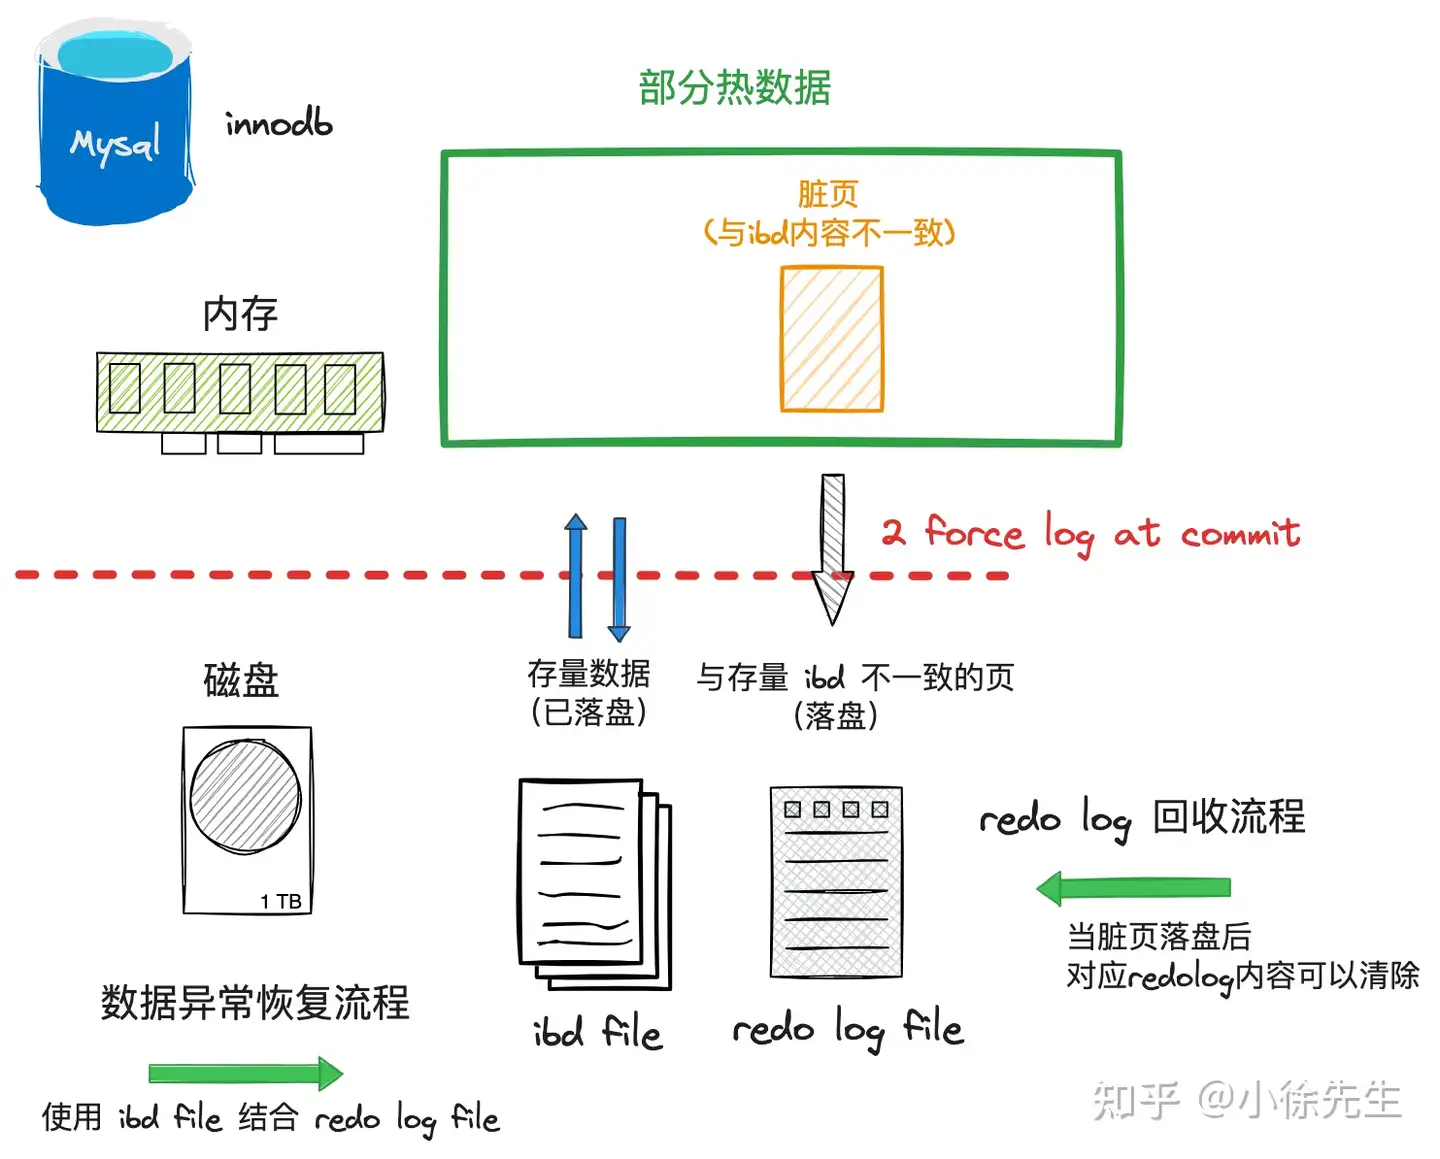 Mysql
innodb
部分热数据
脏页
(与ibd内容不一致)
内存
2 force log at commit
磁盘
存量数据
(已落盘)
与存量 ibd 不一致的页
(落盘)
1 TB
redo log 回收流程
当脏页落盘后
对应redolog内容可以清除
数据异常恢复流程
ibd file
redo log file
使用 ibd file 结合 redo log file
知乎 @小徐先生